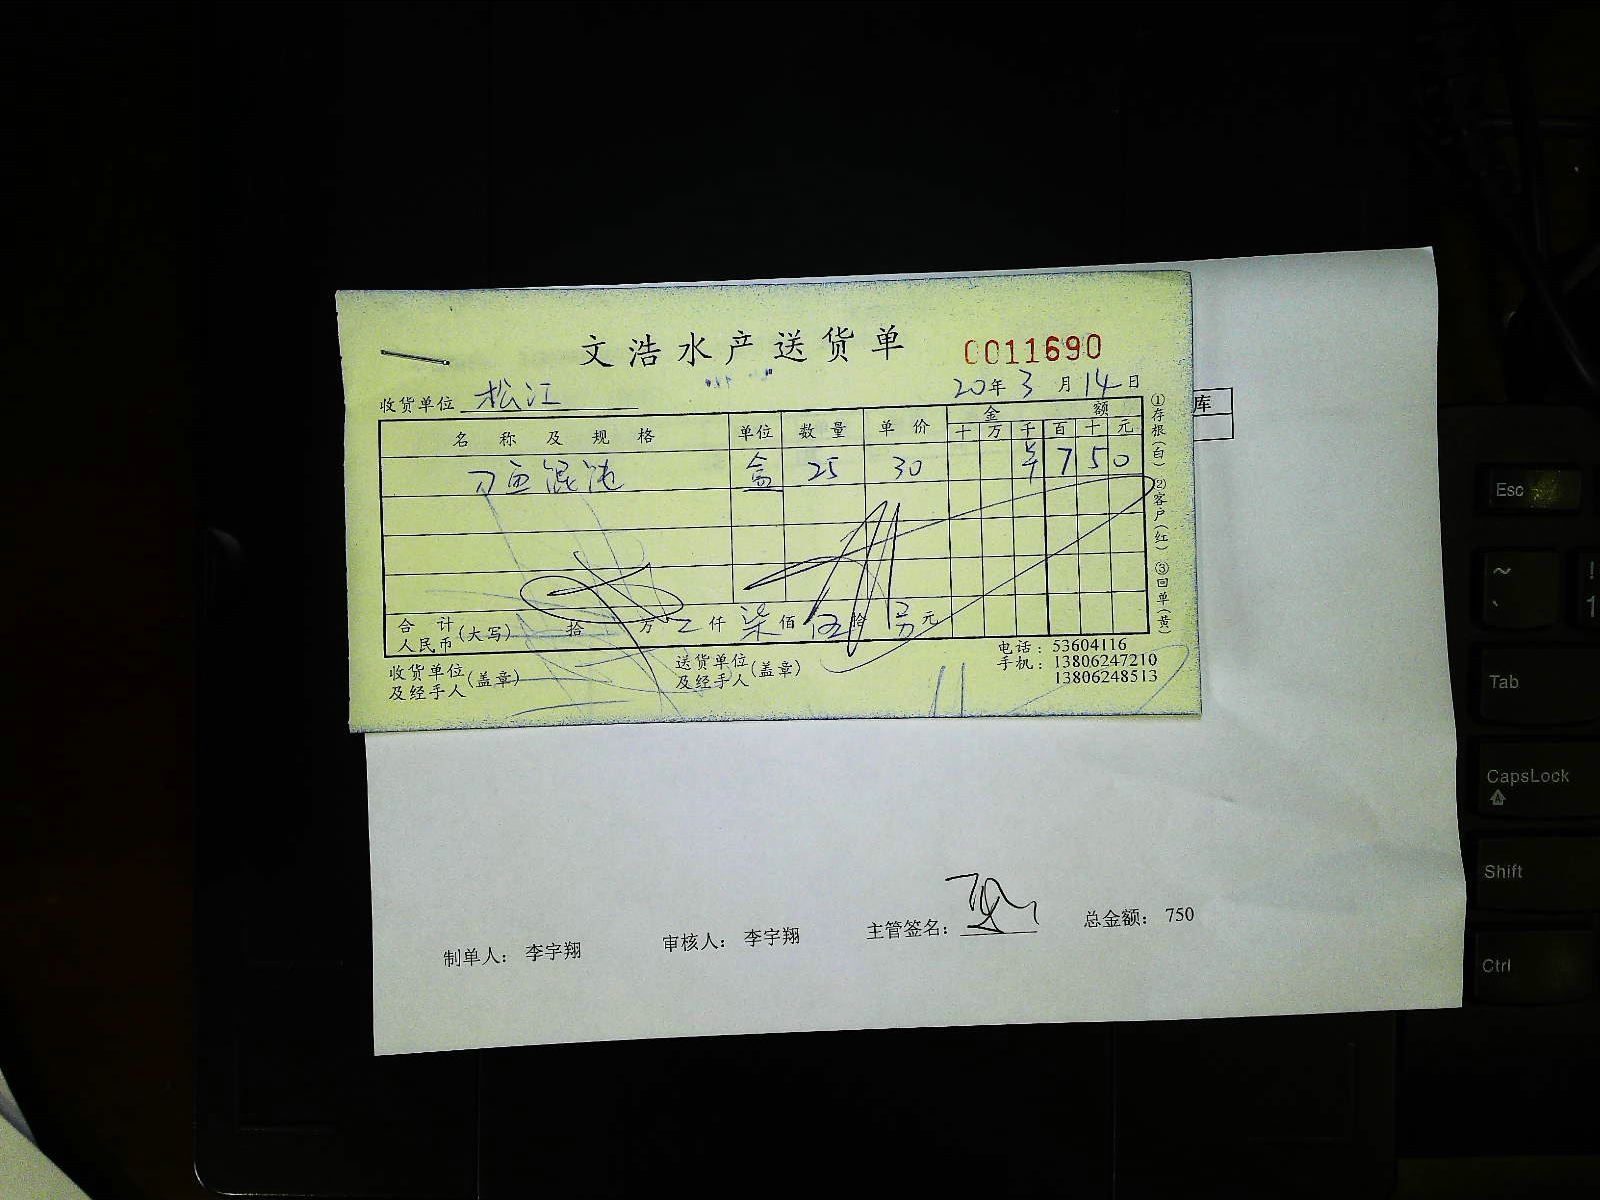 文浩水产送货单 0011690
收货单位 松江 20年3月14日
名称及规格 单位 数量 单价 金额
十 万 千 百 十 元
刀鱼馄饨 盒 25 30 ¥ 7 5 0
合计人民币(大写) 拾 万 仟 柒 佰 伍 拾 元
收货单位及经手人(盖章) 送货单位及经手人(盖章)
电话:53604116
手机:13806247210
13806248513
①存根(白) ②客户(红) ③回单(黄)
库
制单人: 李宇翔 审核人: 李宇翔 主管签名: 总金额: 750
Esc
~
`
!
1
Tab
CapsLock
Shift
Ctrl